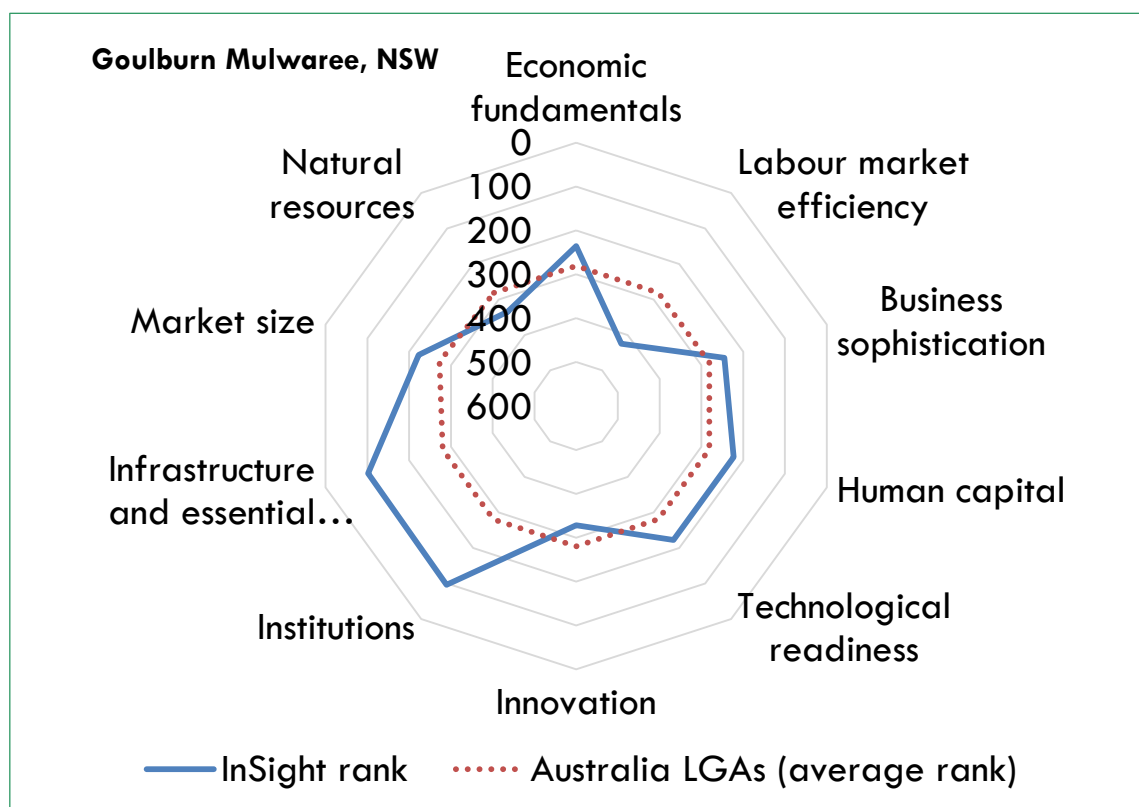 Goulburn Mulwaree, NSW
Economic
fundamentals
Labour market
efficiency
Business
sophistication
Human capital
Technological
readiness
Innovation
Institutions
Infrastructure
and essential…
Market size
Natural
resources
0
100
200
300
400
500
600
InSight rank
Australia LGAs (average rank)